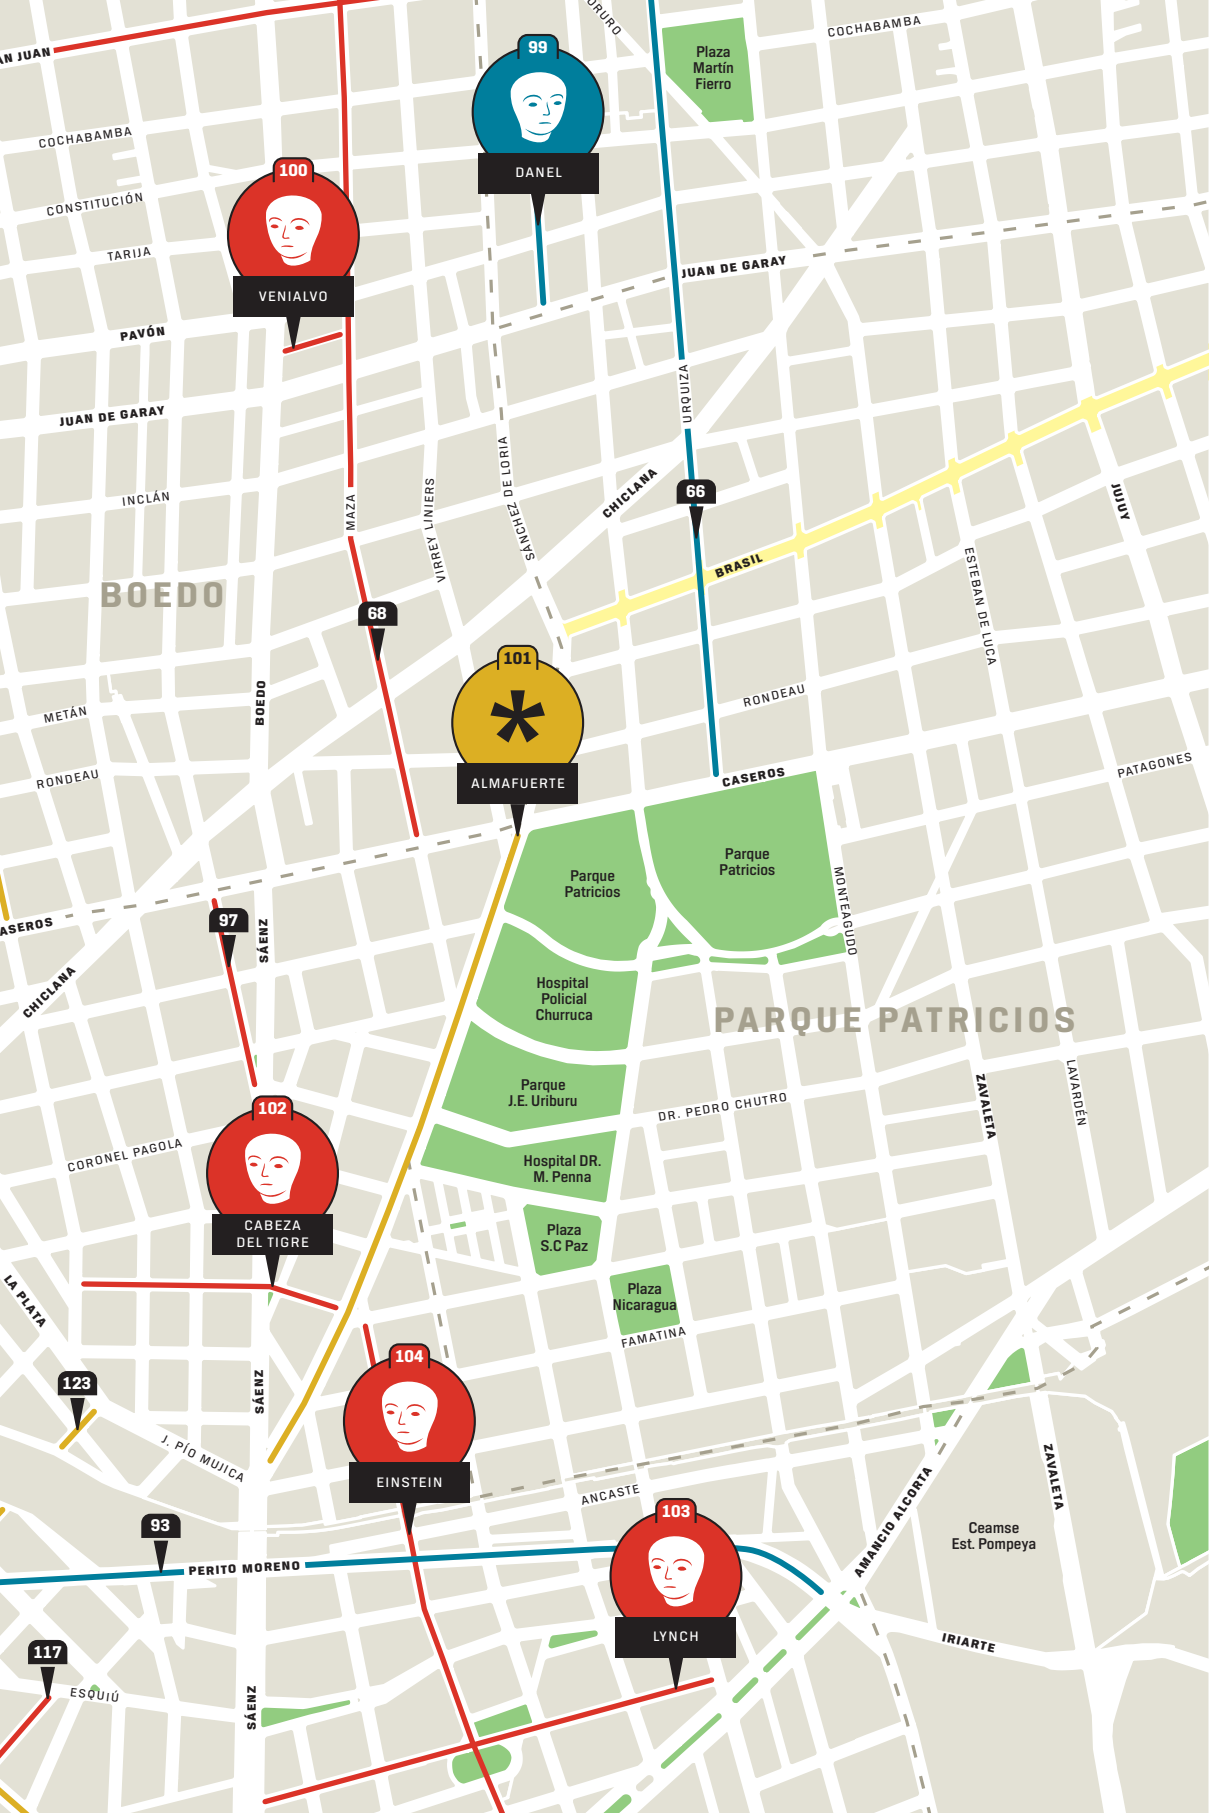 ORURO
COCHABAMBA
AN JUAN
99
Plaza
Martín
Fierro
COCHABAMBA
DANEL
100
CONSTITUCIÓN
TARIJA
JUAN DE GARAY
VENIALVO
PAVÓN
URQUIZA
JUAN DE GARAY
CHICLANA
66
INCLÁN
MAZA
VIRREY LINIERS
SÁNCHEZ DE LORIA
JUJUY
BRASIL
BOEDO
68
ESTEBAN DE LUCA
101
BOEDO
RONDEAU
METÁN
PATAGONES
RONDEAU
ALMAFUERTE
CASEROS
Parque
Patricios
Parque
Patricios
MONTEAGUDO
97
ASEROS
SÁENZ
CHICLANA
Hospital
Policial
Churruca
PARQUE PATRICIOS
Parque
J.E. Uriburu
DR. PEDRO CHUTRO
ZAVALETA
LAVARDÉN
102
CORONEL PAGOLA
Hospital DR.
M. Penna
CABEZA
DEL TIGRE
Plaza
S.C Paz
LA PLATA
Plaza
Nicaragua
FAMATINA
104
123
SÁENZ
J. PÍO MUJICA
EINSTEIN
ANCASTE
ZAVALETA
AMANCIO ALCORTA
103
93
Ceamse
Est. Pompeya
PERITO MORENO
LYNCH
IRIARTE
117
ESQUIÚ
SÁENZ